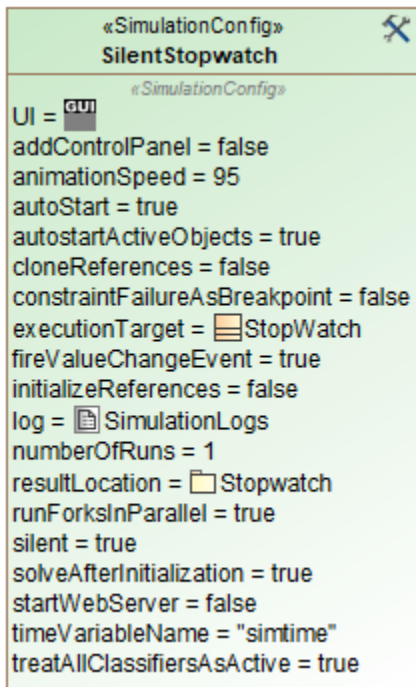 «SimulationConfig»
SilentStopwatch
«SimulationConfig»
UI = GUI
addControlPanel = false
animationSpeed = 95
autoStart = true
autostartActiveObjects = true
cloneReferences = false
constraintFailureAsBreakpoint = false
executionTarget = StopWatch
fireValueChangeEvent = true
initializeReferences = false
log = SimulationLogs
numberOfRuns = 1
resultLocation = Stopwatch
runForksInParallel = true
silent = true
solveAfterInitialization = true
startWebServer = false
timeVariableName = "simtime"
treatAllClassifiersAsActive = true